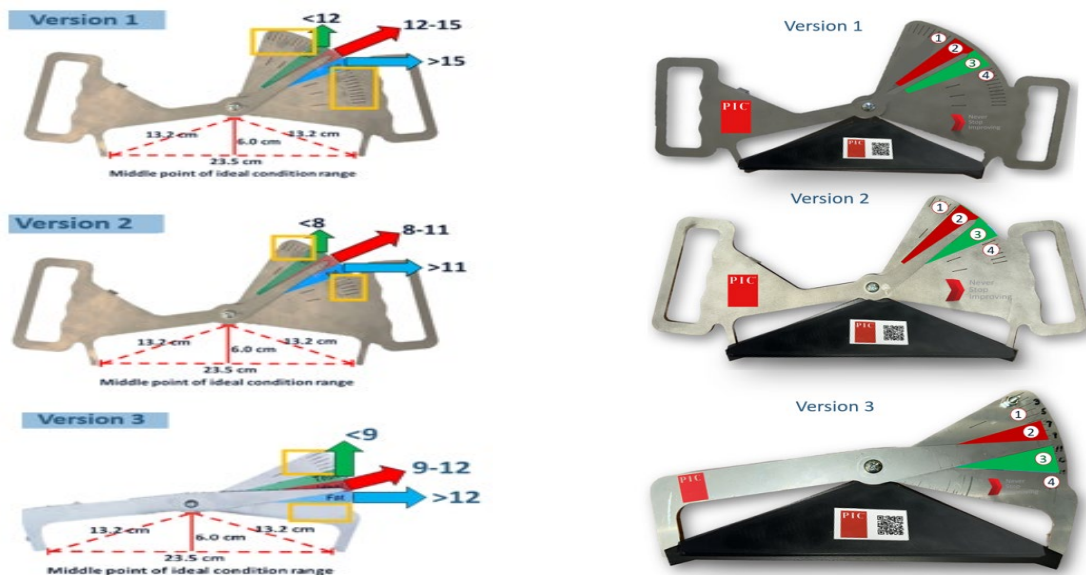 Version 1
<12
12-15
>15
13.2 cm
13.2 cm
6.0 cm
23.5 cm
Middle point of ideal condition range
Version 2
<8
8-11
>11
13.2 cm
13.2 cm
6.0 cm
23.5 cm
Middle point of ideal condition range
Version 3
<9
9-12
>12
Fat
13.2 cm
13.2 cm
6.0 cm
23.5 cm
Middle point of ideal condition range
Version 1
1
2
3
4
PIC
Never
Stop
Improving
Version 2
1
2
3
4
PIC
Never
Stop
Improving
Version 3
1
2
3
4
PIC